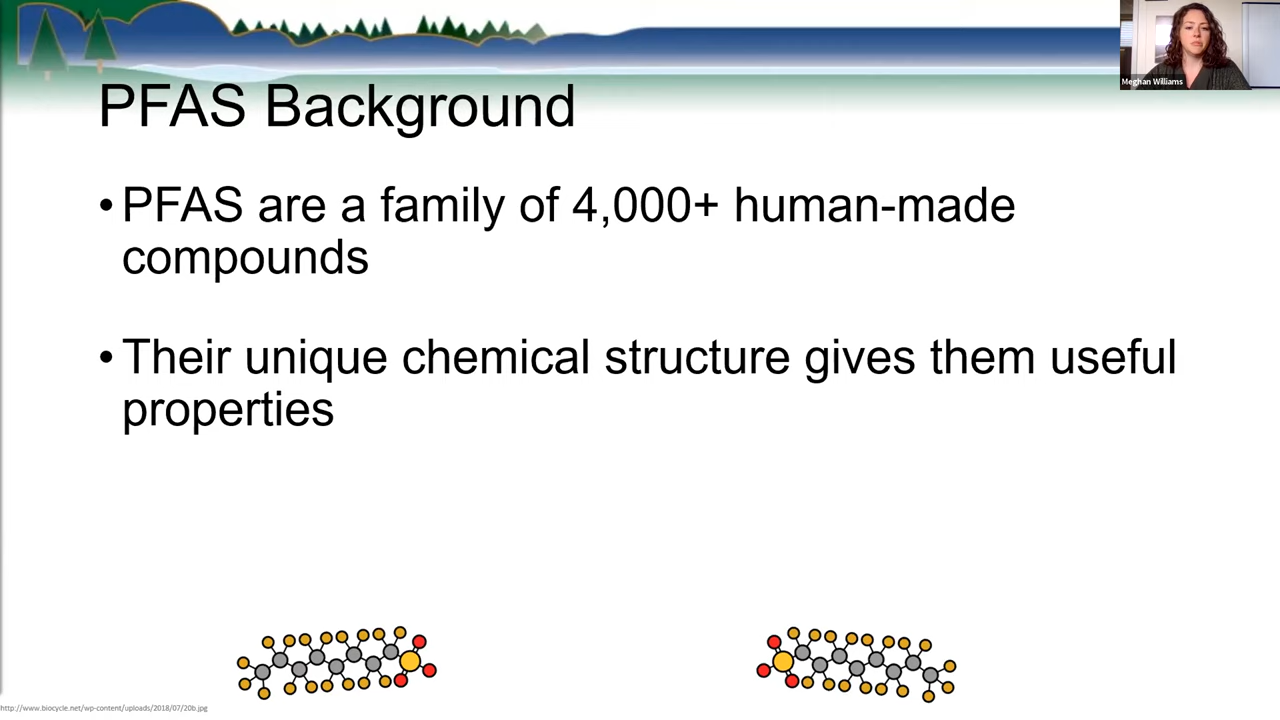 Meghan Williams
PFAS Background
• PFAS are a family of 4,000+ human-made
compounds
• Their unique chemical structure gives them useful
properties
http://www.biocycle.net/wp-content/uploads/2018/07/20b.jpg